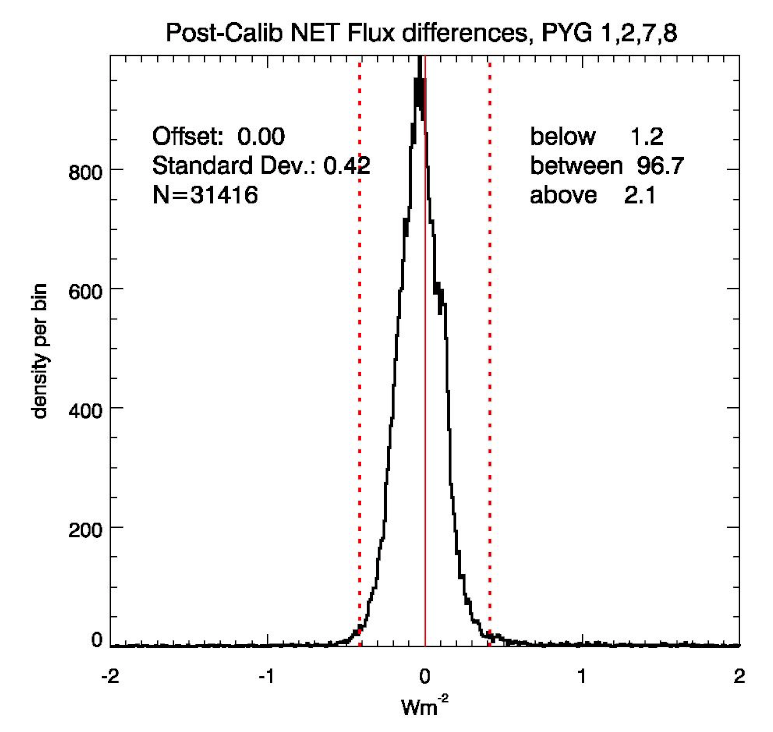 Post-Calib NET Flux differences, PYG 1,2,7,8
Offset: 0.00
Standard Dev.: 0.42
N=31416
below 1.2
between 96.7
above 2.1
density per bin
800
600
400
200
0
-2 -1 0 1 2
Wm⁻²